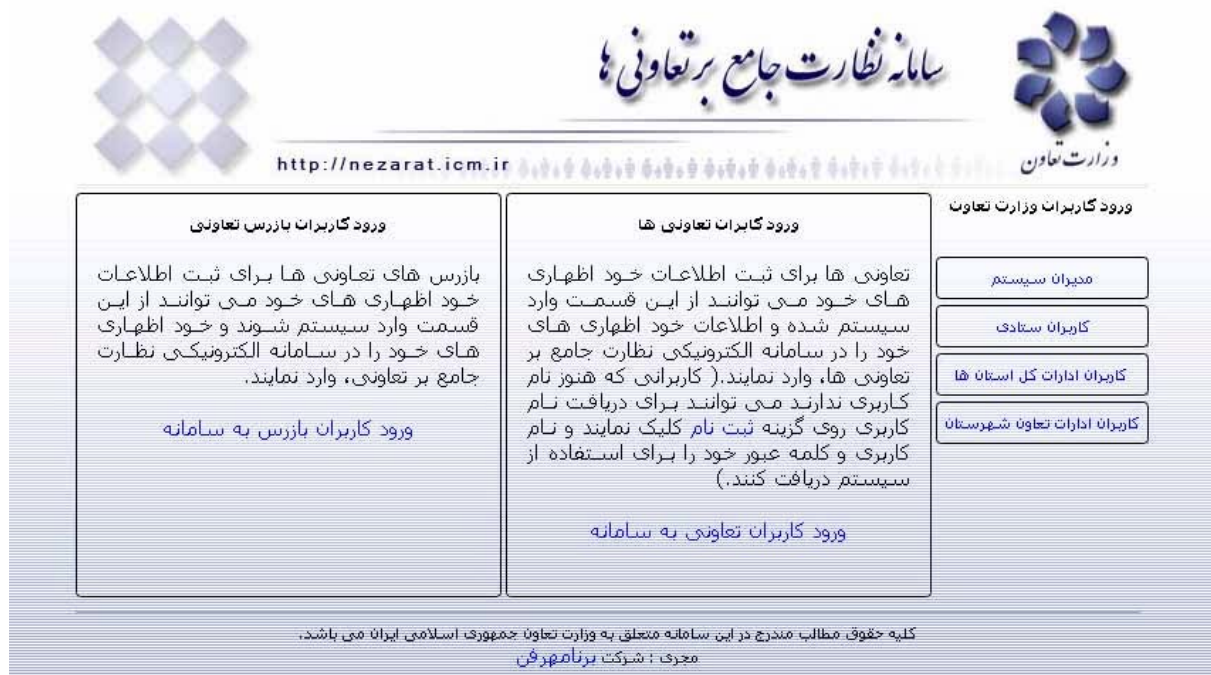 سامانه نظارت جامع بر تعاونی ها
وزارت تعاون
http://nezarat.icm.ir
ورود کاربران وزارت تعاون
مدیران سیستم
کاربران ستادی
کاربران ادارات کل استان ها
کاربران ادارات تعاون شهرستان
ورود کابران تعاونی ها
تعاونی ها برای ثبت اطلاعات خود اظهاری
های خود می توانند از این قسمت وارد
سیستم شده و اطلاعات خود اظهاری های
خود را در سامانه الکترونیکی نظارت جامع بر
تعاونی ها، وارد نمایند.( کاربرانی که هنوز نام
کاربری ندارند می توانند برای دریافت نام
کاربری روی گزینه ثبت نام کلیک نمایند و نام
کاربری و کلمه عبور خود را برای استفاده از
سیستم دریافت کنند.)
ورود کاربران تعاونی به سامانه
ورود کاربران بازرس تعاونی
بازرس های تعاونی ها برای ثبت اطلاعات
خود اظهاری های خود می توانند از این
قسمت وارد سیستم شوند و خود اظهاری
های خود را در سامانه الکترونیکی نظارت
جامع بر تعاونی، وارد نمایند.
ورود کاربران بازرس به سامانه
کلیه حقوق مطالب مندرج در این سامانه متعلق به وزارت تعاون جمهوری اسلامی ایران می باشد.
مجری : شرکت برنامهرفن